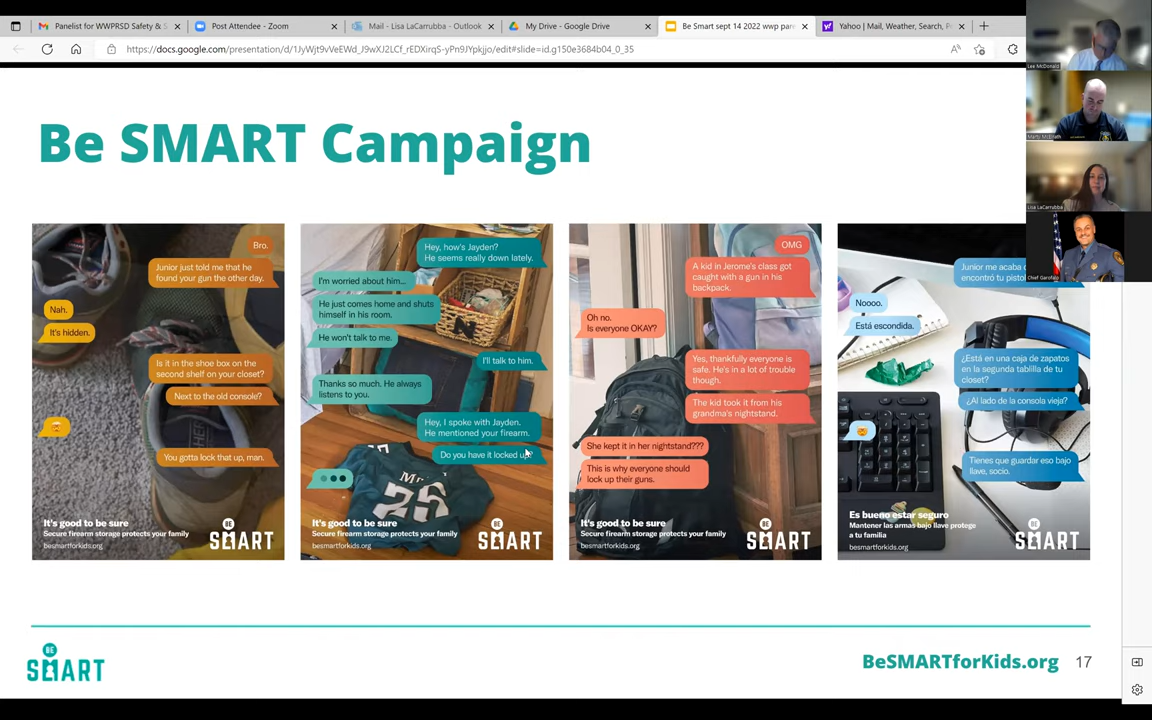 Panelist for WWPRSD Safety & S
Post Attendee - Zoom
Mail - Lisa LaCarrubba - Outlook
My Drive - Google Drive
Be Smart sept 14 2022 wwp pare
Yahoo | Mail, Weather, Search, Po
https://docs.google.com/presentation/d/1JyWjt9vVeEWd_J9wXJ2LCf_rEDXirqS-yPn9JYpkjjo/edit#slide=id.g150e3684b04_0_35
Lee McDonald
Lisa LaCarrubba
Chief Garofalo
Be SMART Campaign
Bro.
Junior just told me that he
found your gun the other day.
Nah.
It's hidden.
Is it in the shoe box on the
second shelf on your closet?
Next to the old console?
You gotta lock that up, man.
It's good to be sure
Secure firearm storage protects your family
besmartforkids.org
BE
SMART
Hey, how's Jayden?
He seems really down lately.
I'm worried about him...
He just comes home and shuts
himself in his room.
He won't talk to me.
I'll talk to him.
Thanks so much. He always
listens to you.
Hey, I spoke with Jayden.
He mentioned your firearm.
Do you have it locked up?
It's good to be sure
Secure firearm storage protects your family
besmartforkids.org
BE
SMART
OMG
A kid in Jerome's class got
caught with a gun in his
backpack.
Oh no.
Is everyone OKAY?
Yes, thankfully everyone is
safe. He's in a lot of trouble
though.
The kid took it from his
grandma's nightstand.
She kept it in her nightstand???
This is why everyone should
lock up their guns.
It's good to be sure
Secure firearm storage protects your family
besmartforkids.org
BE
SMART
Junior me acaba
encontró tu
Noooo.
Está escondida.
¿Está en una caja de zapatos
en la segunda tablilla de tu
closet?
¿Al lado de la consola vieja?
Tienes que guardar eso bajo
llave, socio.
Es bueno estar seguro
Mantener las armas bajo llave protege
a tu familia
besmartforkids.org
BE
SMART
BE
SMART
BeSMARTforKids.org 17